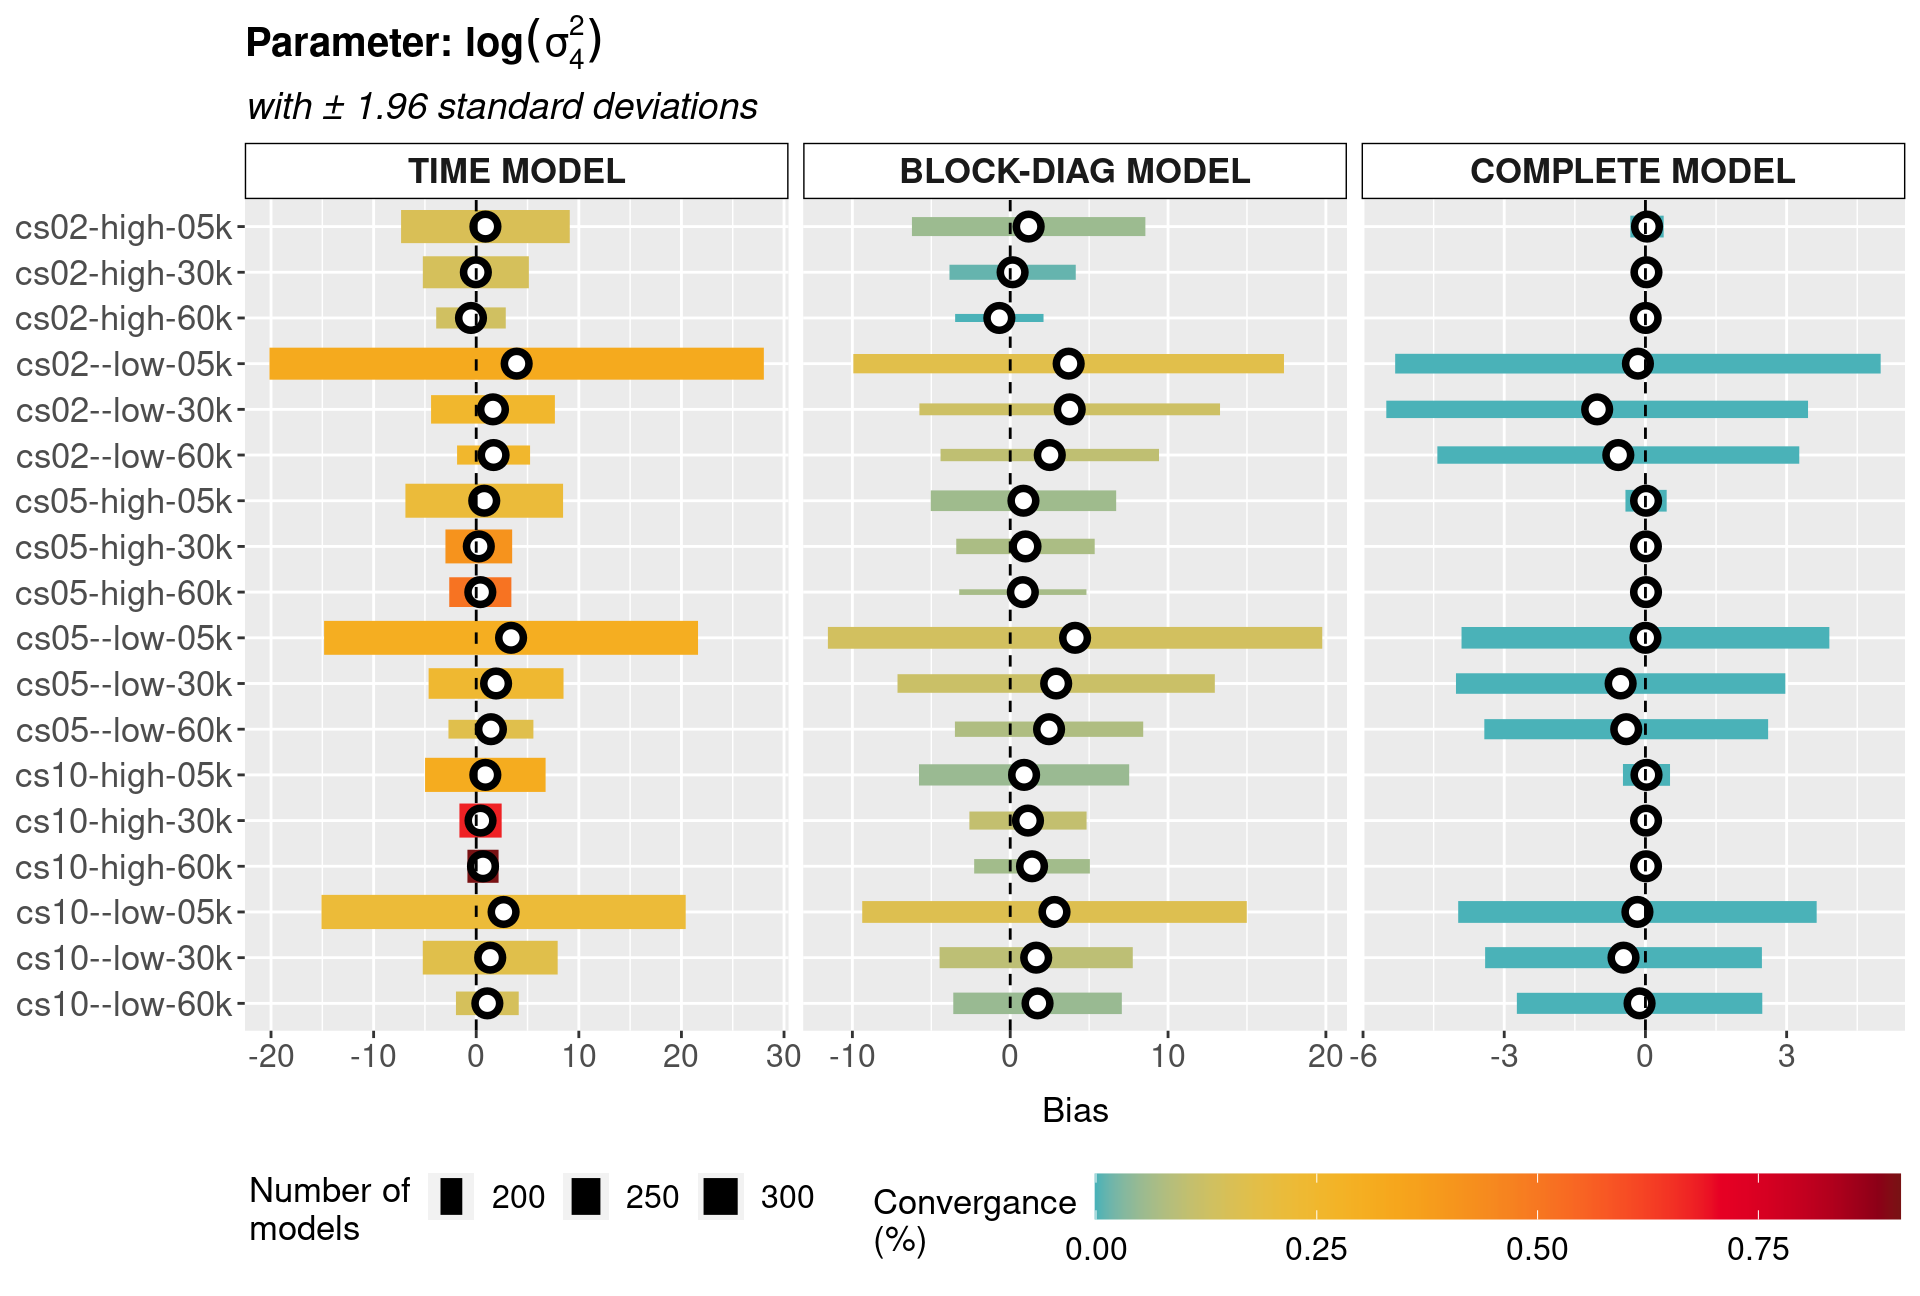 Parameter: log(σ₄²)
with ± 1.96 standard deviations
TIME MODEL BLOCK-DIAG MODEL COMPLETE MODEL
cs02-high-05k
cs02-high-30k
cs02-high-60k
cs02--low-05k
cs02--low-30k
cs02--low-60k
cs05-high-05k
cs05-high-30k
cs05-high-60k
cs05--low-05k
cs05--low-30k
cs05--low-60k
cs10-high-05k
cs10-high-30k
cs10-high-60k
cs10--low-05k
cs10--low-30k
cs10--low-60k
-20 -10 0 10 20 30 -10 0 10 20 -6 -3 0 3
Bias
Number of
models
200 250 300
Convergance
(%)
0.00 0.25 0.50 0.75